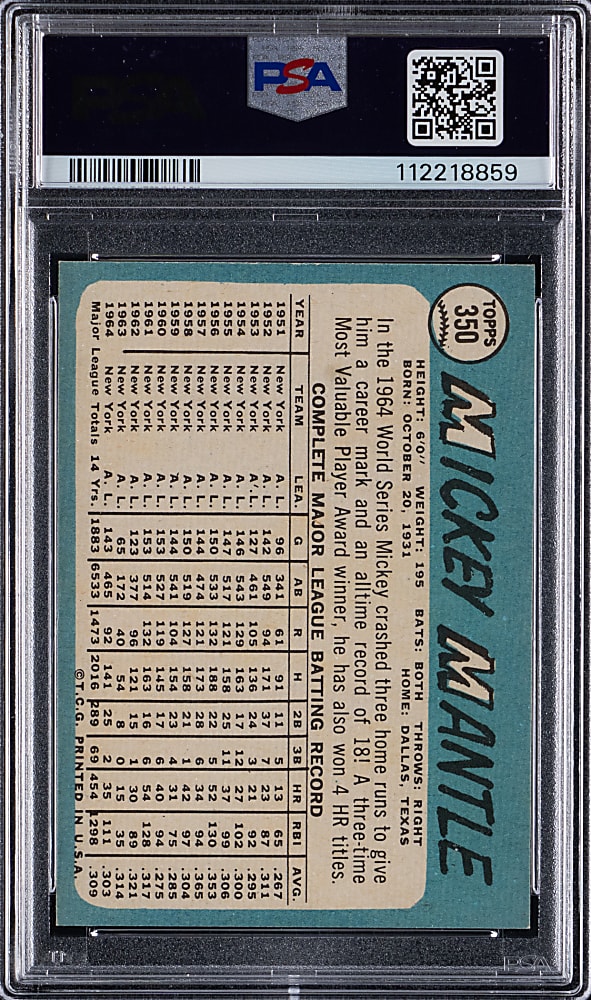 PSA
112218859
TOPPS
350
MICKEY MANTLE
HEIGHT: 6'0" WEIGHT: 195 BATS: BOTH THROWS: RIGHT
BORN: OCTOBER 20, 1931 HOME: DALLAS, TEXAS
In the 1964 World Series Mickey crashed three home runs to give
him a career mark and an alltime record of 18! A three-time
Most Valuable Player Award winner, he has also won 4 HR titles.
COMPLETE MAJOR LEAGUE BATTING RECORD
YEAR TEAM LEA. G AB R H 2B 3B HR RBI AVG.
1951 New York A. L. 96 341 61 91 11 5 13 65 .267
1952 New York A. L. 142 549 94 171 37 7 23 87 .311
1953 New York A. L. 127 461 105 136 24 3 21 92 .295
1954 New York A. L. 146 543 129 163 17 12 27 102 .300
1955 New York A. L. 147 517 121 158 25 11 37 99 .306
1956 New York A. L. 150 533 132 188 22 5 52 130 .353
1957 New York A. L. 144 474 121 173 28 6 34 94 .365
1958 New York A. L. 150 519 127 158 21 1 42 97 .304
1959 New York A. L. 144 541 104 154 23 4 31 75 .285
1960 New York A. L. 153 527 119 145 17 6 40 94 .275
1961 New York A. L. 153 514 132 163 16 6 54 128 .317
1962 New York A. L. 123 377 96 121 15 1 30 89 .321
1963 New York A. L. 65 172 40 54 8 0 15 35 .314
1964 New York A. L. 143 465 92 141 25 2 35 111 .303
Major League Totals 14 Yrs. 1883 6533 1473 2016 289 69 454 1298 .309
©T.C.G. PRINTED IN U.S.A.
PSA